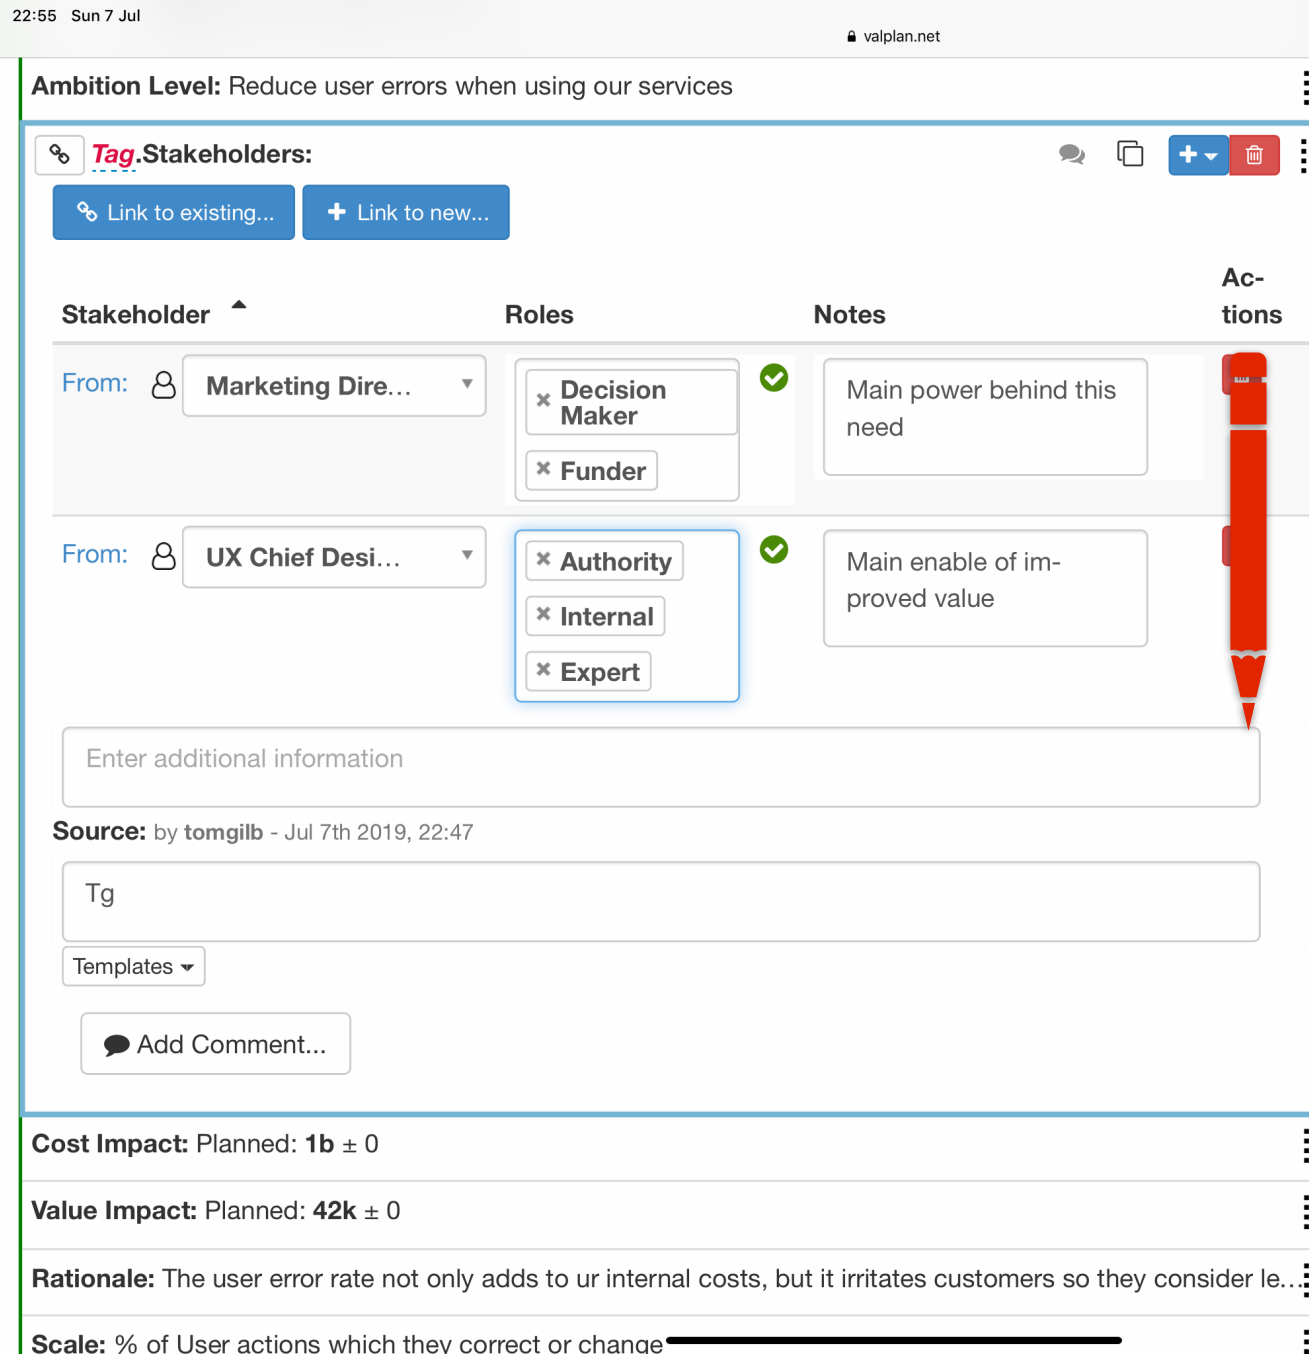 22:55 Sun 7 Jul
valplan.net
Ambition Level: Reduce user errors when using our services
Tag.Stakeholders:
Link to existing...
Link to new...
Stakeholder
Roles
Notes
Ac-
tions
From:
Marketing Dire...
Decision
Maker
Funder
Main power behind this
need
From:
UX Chief Desi...
Authority
Internal
Expert
Main enable of im-
proved value
Enter additional information
Source: by tomgilb - Jul 7th 2019, 22:47
Tg
Templates
Add Comment...
Cost Impact: Planned: 1b ± 0
Value Impact: Planned: 42k ± 0
Rationale: The user error rate not only adds to ur internal costs, but it irritates customers so they consider le...
Scale: % of User actions which they correct or change